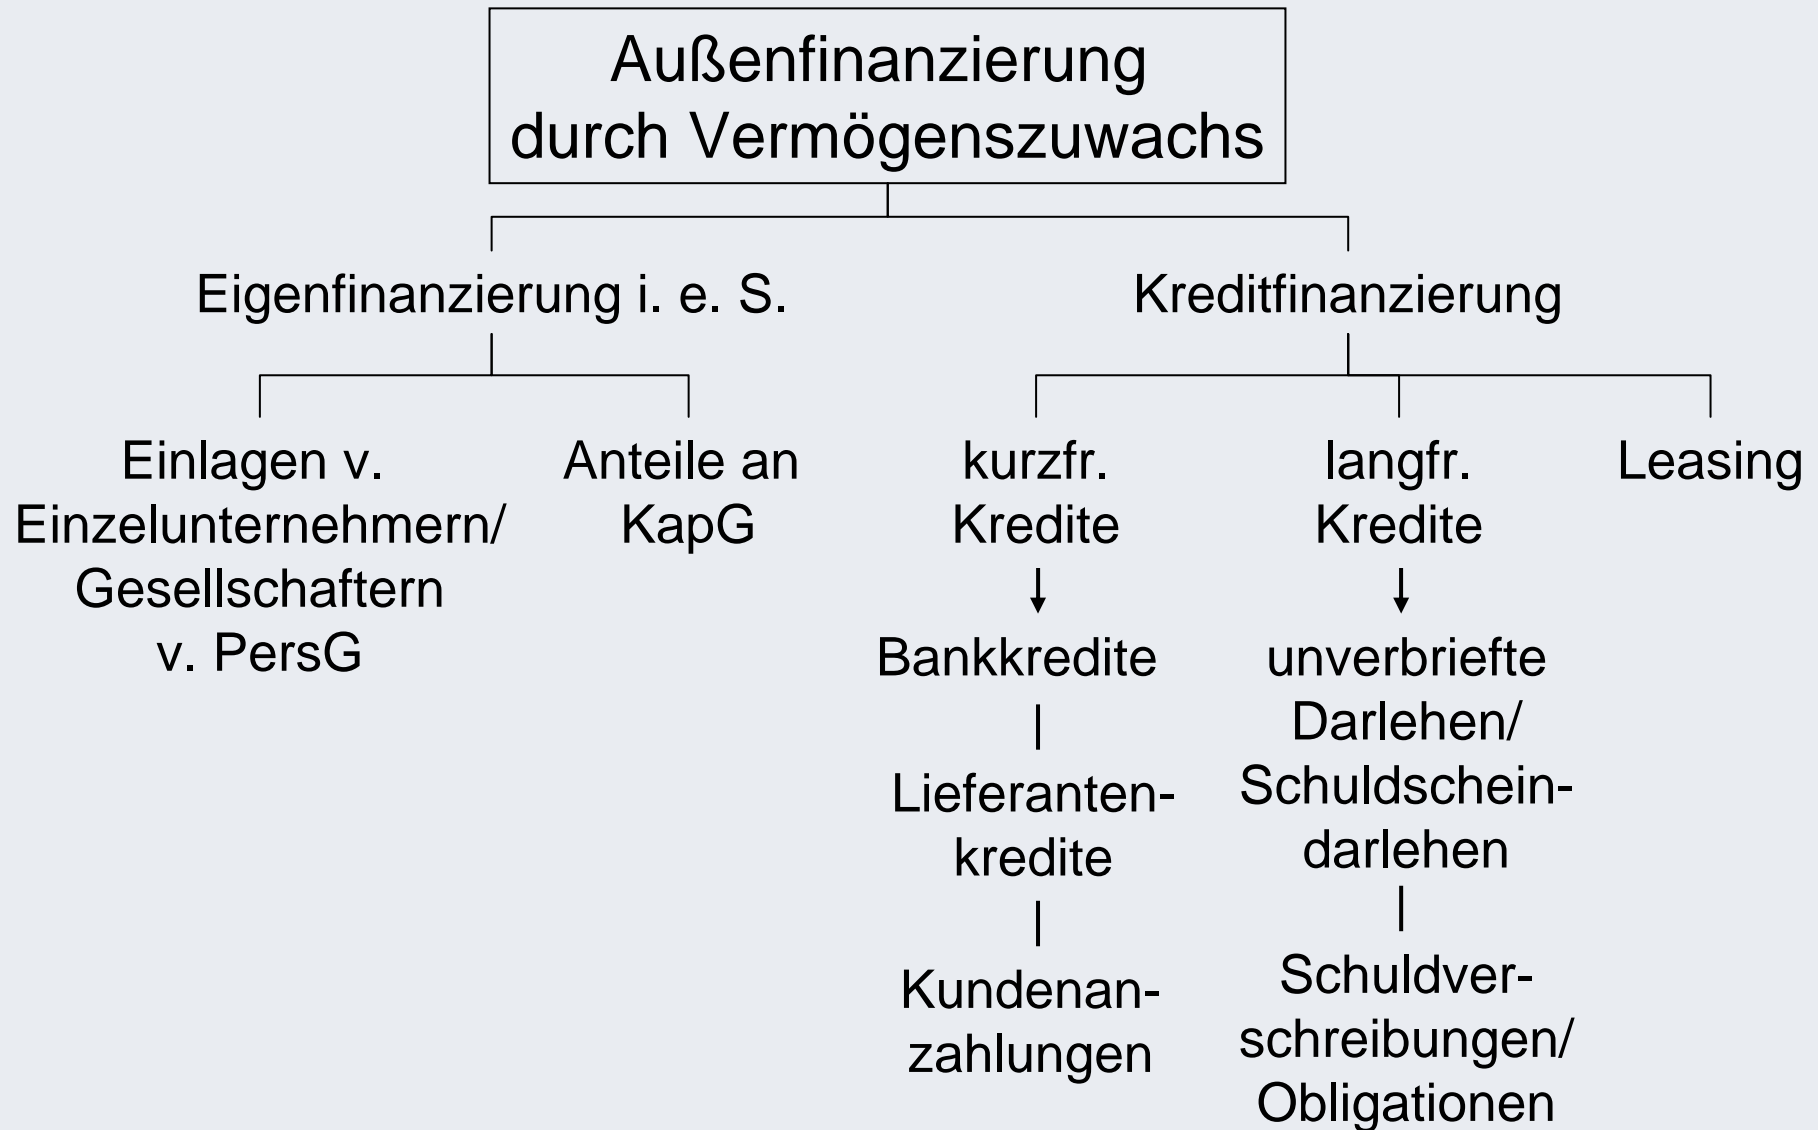 Außenfinanzierung
durch Vermögenszuwachs
Eigenfinanzierung i. e. S.
Kreditfinanzierung
Einlagen v.
Einzelunternehmern/
Gesellschaftern
v. PersG
Anteile an
KapG
kurzfr.
Kredite
Bankkredite
Lieferanten-
kredite
Kundenan-
zahlungen
langfr.
Kredite
unverbriefte
Darlehen/
Schuldschein-
darlehen
Schuldver-
schreibungen/
Obligationen
Leasing